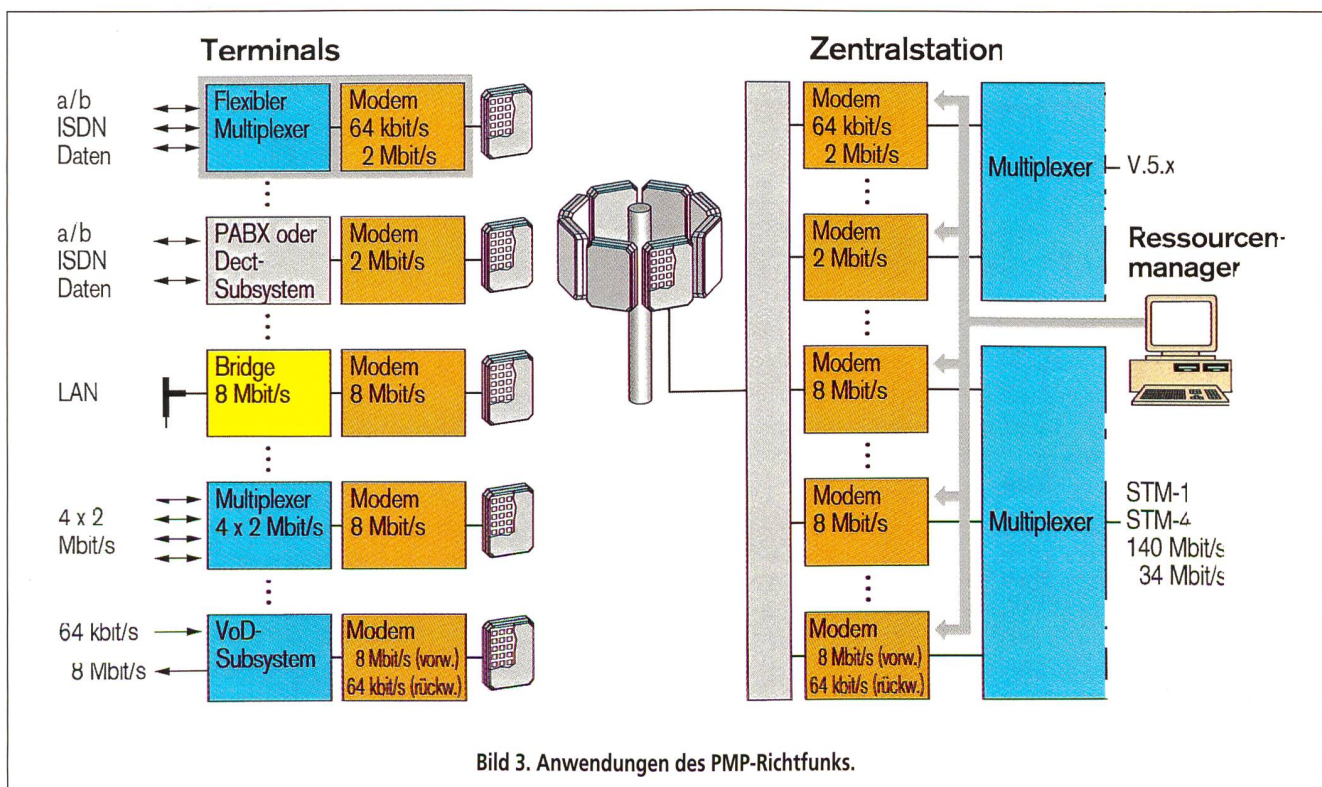 Terminals
a/b
ISDN
Daten
Flexibler
Multiplexer
Modem
64 kbit/s
2 Mbit/s
a/b
ISDN
Daten
PABX oder
Dect-
Subsystem
Modem
2 Mbit/s
LAN
Bridge
8 Mbit/s
Modem
8 Mbit/s
4 x 2
Mbit/s
Multiplexer
4 x 2 Mbit/s
Modem
8 Mbit/s
64 kbit/s
8 Mbit/s
VoD-
Subsystem
Modem
8 Mbit/s (vorw.)
64 kbit/s (rückw.)
Zentralstation
Modem
64 kbit/s
2 Mbit/s
Modem
2 Mbit/s
Modem
8 Mbit/s
Modem
8 Mbit/s
Modem
8 Mbit/s (vorw.)
64 kbit/s (rückw.)
Multiplexer
V.5.x
Ressourcen-
manager
Multiplexer
STM-1
STM-4
140 Mbit/s
34 Mbit/s
Bild 3. Anwendungen des PMP-Richtfunks.